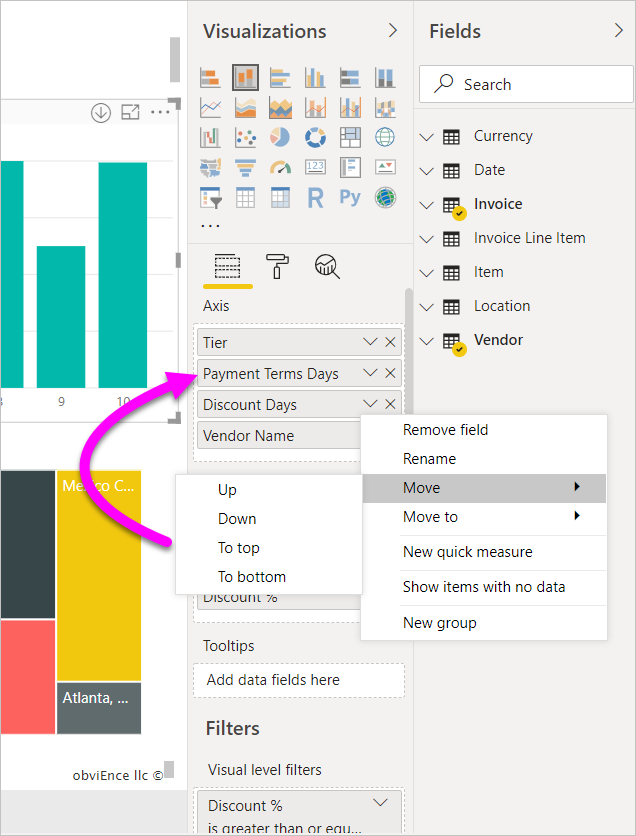 Visualizations
Fields
Search
Currency
Date
Invoice
Invoice Line Item
Item
Location
Vendor
123
R
Py
Axis
Tier
Payment Terms Days
Discount Days
Vendor Name
Remove field
Rename
Move
Move to
New quick measure
Show items with no data
New group
Up
Down
To top
To bottom
Discount %
Tooltips
Add data fields here
Filters
Visual level filters
Discount %
is greater than or equ...
9
10
Mexico C...
Atlanta, ...
obviEnce llc ©